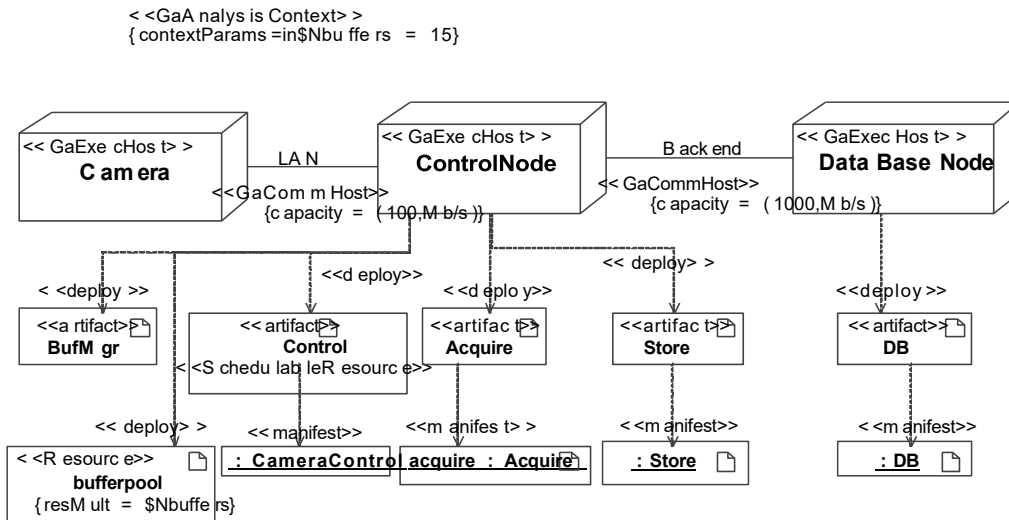 < <GaA nalys is Context> >
{ contextParams =in$Nbu ffe rs = 15}
<< GaExe cHos t> >
C am era
LA N
<< GaExe cHos t> >
ControlNode
B ack end
<< GaExec Hos t> >
Data Base Node
<<GaCom m Host>>
{c apacity = ( 100,M b/s )}
<< GaCommHost>>
{c apacity = ( 1000,M b/s )}
< <deploy >>
<<d eploy>>
<<d eplo y>>
<< deploy> >
<<deploy >>
<<a rtifact>>
BufM gr
<< artifact>>
Control
< <S chedu lab leR esourc e>>
<<artifac t>>
Acquire
<<artifac t>>
Store
<< artifact>>
DB
<< deploy> >
<< manifest>>
<<m anifes t> >
<<m anifest>>
<<m anifest>>
< <R esourc e>>
bufferpool
{ resM ult = $Nbuffe rs}
: CameraControl
acquire : Acquire
: Store
: DB